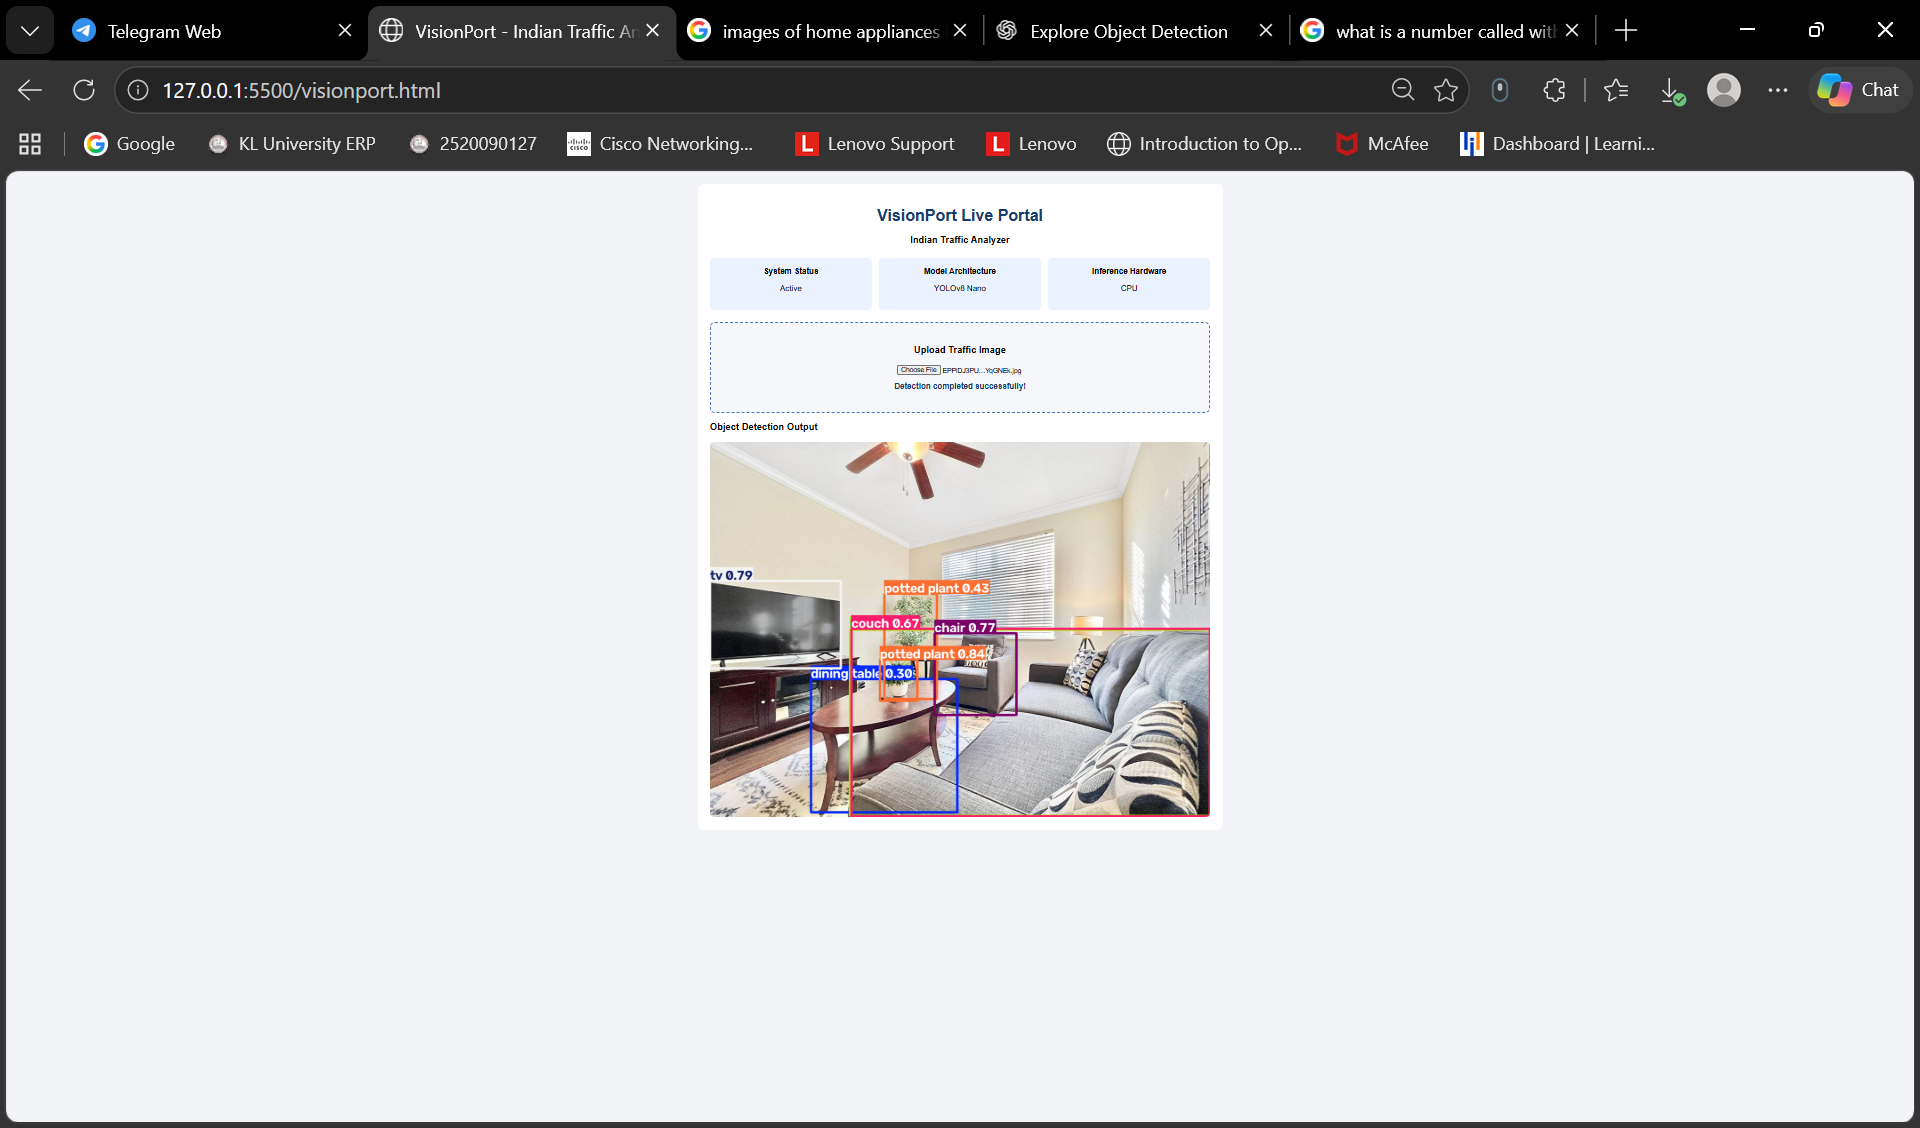 Telegram Web
VisionPort - Indian Traffic An
images of home appliances
Explore Object Detection
what is a number called wit
127.0.0.1:5500/visionport.html
Chat
Google
KL University ERP
2520090127
CISCO
Cisco Networking...
L
Lenovo Support
L
Lenovo
Introduction to Op...
McAfee
Dashboard | Learni...
VisionPort Live Portal
Indian Traffic Analyzer
System Status
Active
Model Architecture
YOLOv8 Nano
Inference Hardware
CPU
Upload Traffic Image
Choose File
Detection completed successfully!
Object Detection Output
tv 0.79
potted plant 0.43
couch 0.67
chair 0.77
potted plant 0.84
dining table 0.30